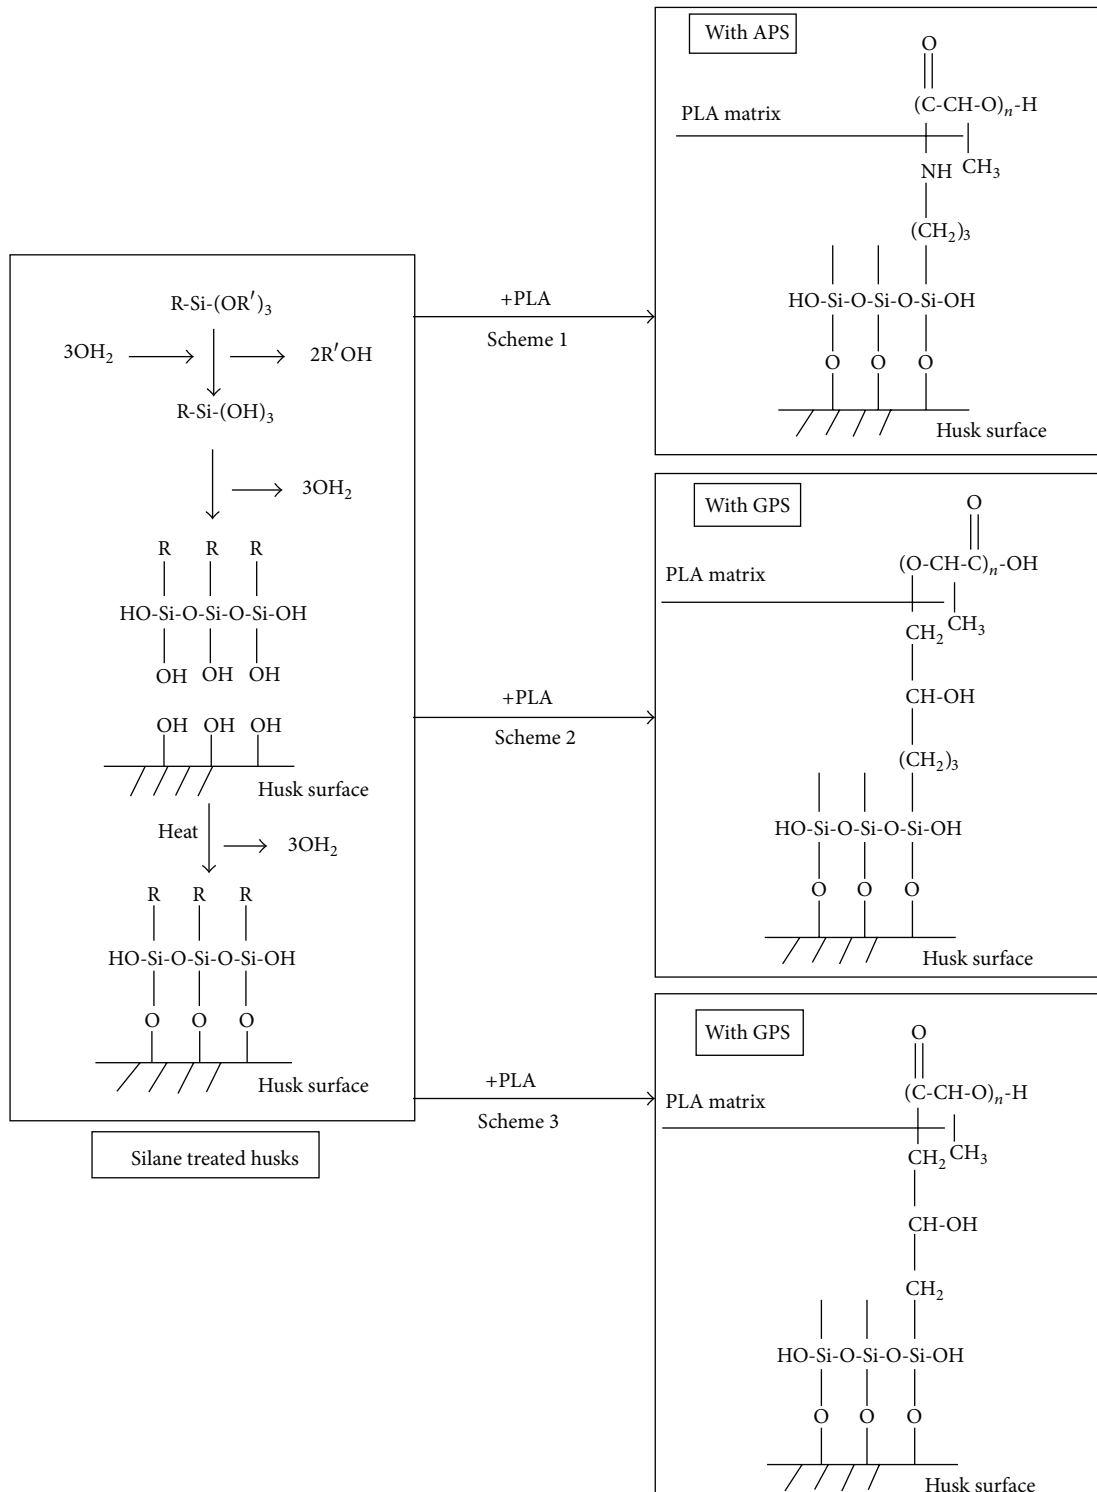 R-Si-(OR′)₃
3OH₂
2R′OH
R-Si-(OH)₃
3OH₂
R R R
HO-Si-O-Si-O-Si-OH
OH OH OH
OH OH OH
Husk surface
Heat
3OH₂
R R R
HO-Si-O-Si-O-Si-OH
O O O
Husk surface
Silane treated husks
+PLA
Scheme 1
+PLA
Scheme 2
+PLA
Scheme 3
With APS
O
(C-CH-O)ₙ-H
PLA matrix
NH CH₃
(CH₂)₃
HO-Si-O-Si-O-Si-OH
O O O
Husk surface
With GPS
O
(O-CH-C)ₙ-OH
PLA matrix
CH₂ CH₃
CH-OH
(CH₂)₃
HO-Si-O-Si-O-Si-OH
O O O
Husk surface
With GPS
O
(C-CH-O)ₙ-H
PLA matrix
CH₂ CH₃
CH-OH
CH₂
HO-Si-O-Si-O-Si-OH
O O O
Husk surface